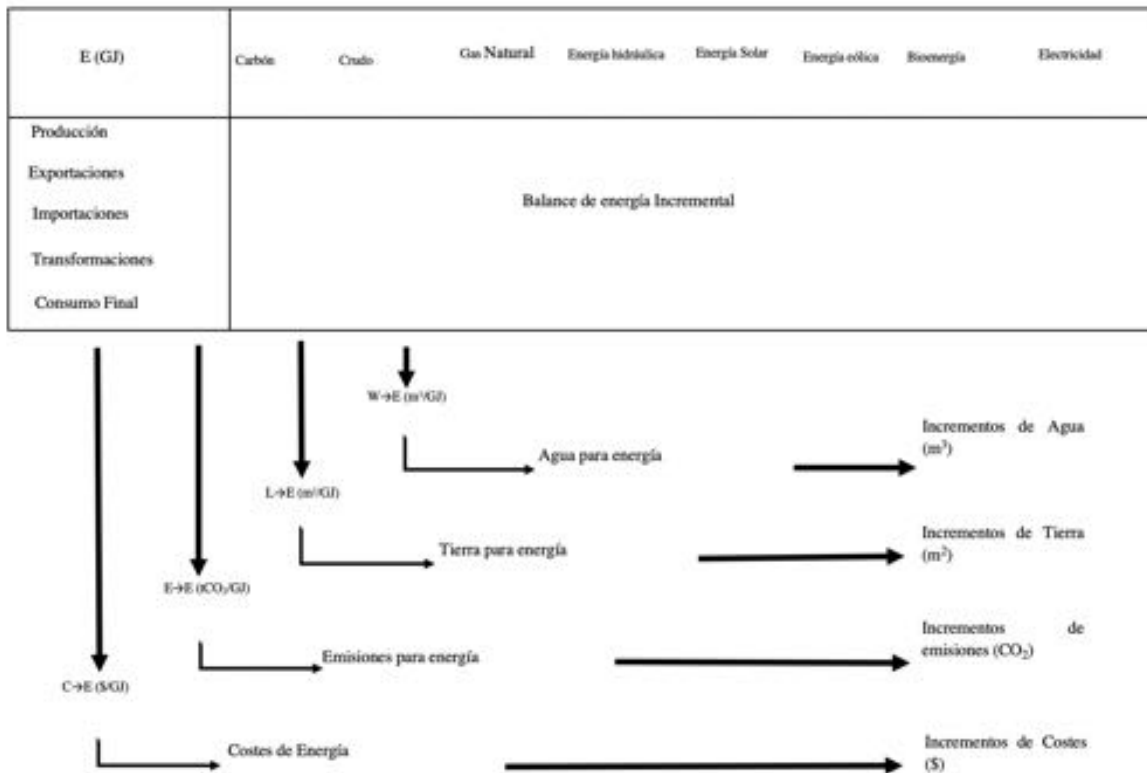 E (GJ) Carbón Crudo Gas Natural Energía hidráulica Energía Solar Energía eólica Bioenergía Electricidad
Producción
Exportaciones
Balance de energía Incremental
Importaciones
Transformaciones
Consumo Final
W→E (m³/GJ)
Agua para energía
Incrementos de Agua
(m³)
L→E (m²/GJ)
Tierra para energía
Incrementos de Tierra
(m²)
E→E (tCO₂/GJ)
Emisiones para energía
Incrementos de
emisiones (CO₂)
C→E ($/GJ)
Costes de Energía
Incrementos de Costes
($)